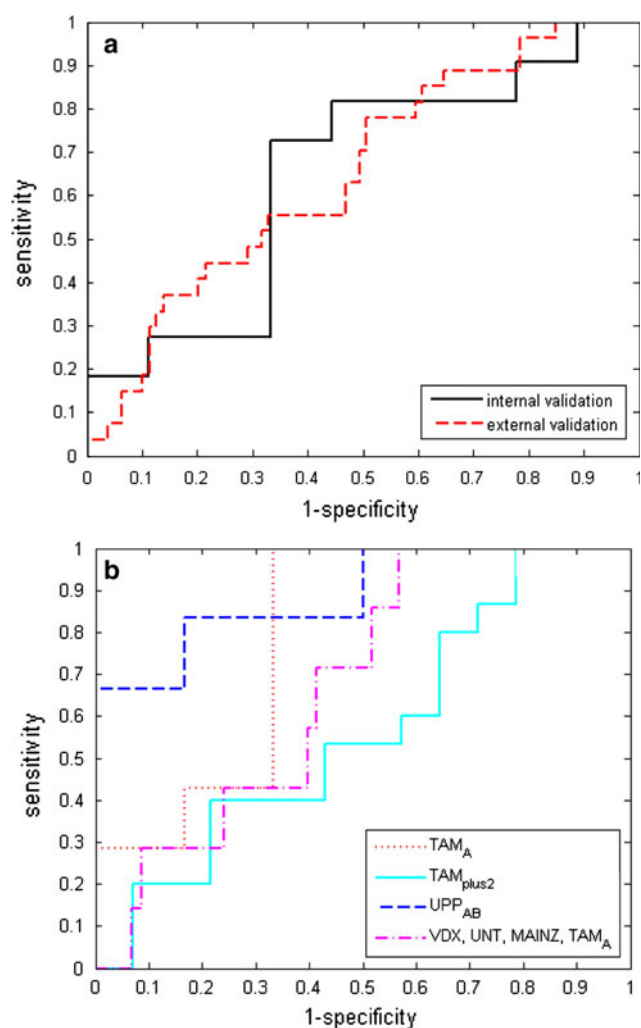 a
1
0.9
0.8
0.7
0.6
0.5
0.4
0.3
0.2
0.1
0
sensitivity
internal validation
external validation
0 0.1 0.2 0.3 0.4 0.5 0.6 0.7 0.8 0.9 1
1-specificity
b
1
0.9
0.8
0.7
0.6
0.5
0.4
0.3
0.2
0.1
0
sensitivity
TAM_A
TAM_plus2
UPP_AB
VDX, UNT, MAINZ, TAM_A
0 0.1 0.2 0.3 0.4 0.5 0.6 0.7 0.8 0.9 1
1-specificity